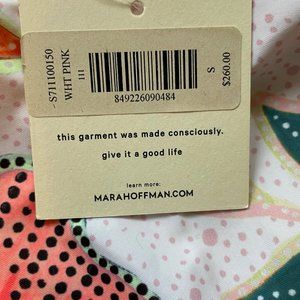 S711100150
WHT PINK
111
849226090484
S
$260.00
this garment was made consciously.
give it a good life
learn more:
MARAHOFFMAN.COM